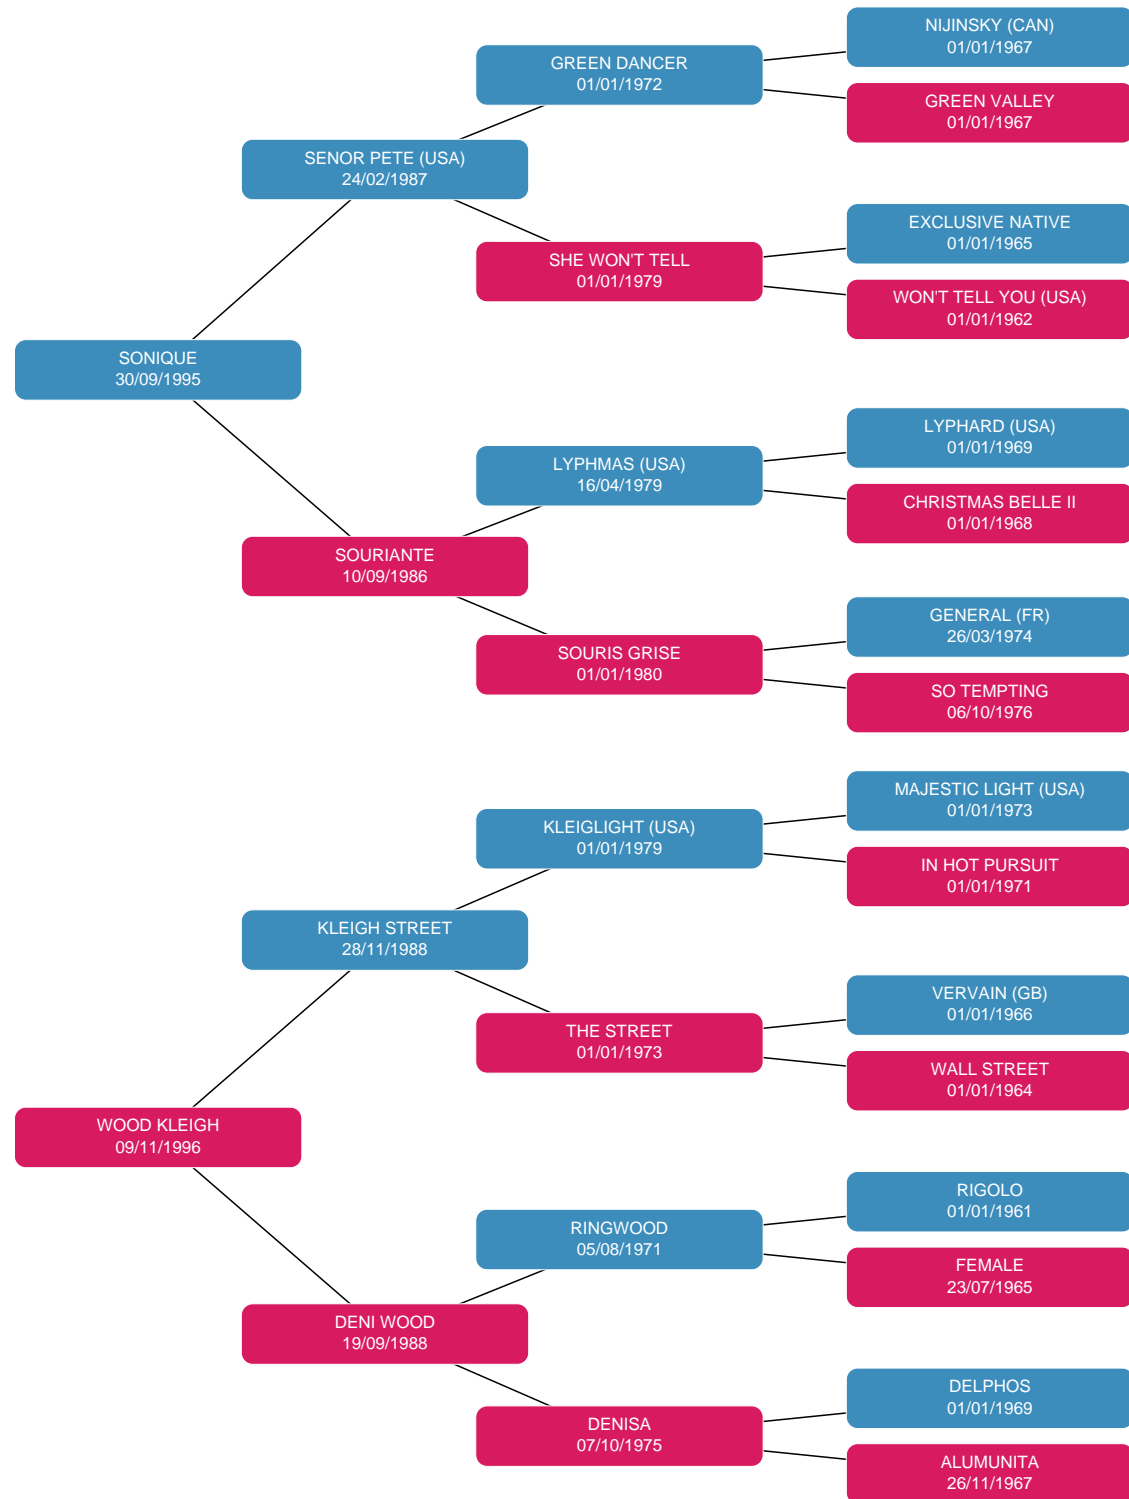 NIJINSKY (CAN)
01/01/1967
GREEN DANCER
01/01/1972
GREEN VALLEY
01/01/1967
SENOR PETE (USA)
24/02/1987
EXCLUSIVE NATIVE
01/01/1965
SHE WON'T TELL
01/01/1979
WON'T TELL YOU (USA)
01/01/1962
SONIQUE
30/09/1995
LYPHARD (USA)
01/01/1969
LYPHMAS (USA)
16/04/1979
CHRISTMAS BELLE II
01/01/1968
SOURIANTE
10/09/1986
GENERAL (FR)
26/03/1974
SOURIS GRISE
01/01/1980
SO TEMPTING
06/10/1976
MAJESTIC LIGHT (USA)
01/01/1973
KLEIGLIGHT (USA)
01/01/1979
IN HOT PURSUIT
01/01/1971
KLEIGH STREET
28/11/1988
VERVAIN (GB)
01/01/1966
THE STREET
01/01/1973
WALL STREET
01/01/1964
WOOD KLEIGH
09/11/1996
RIGOLO
01/01/1961
RINGWOOD
05/08/1971
FEMALE
23/07/1965
DENI WOOD
19/09/1988
DELPHOS
01/01/1969
DENISA
07/10/1975
ALUMUNITA
26/11/1967